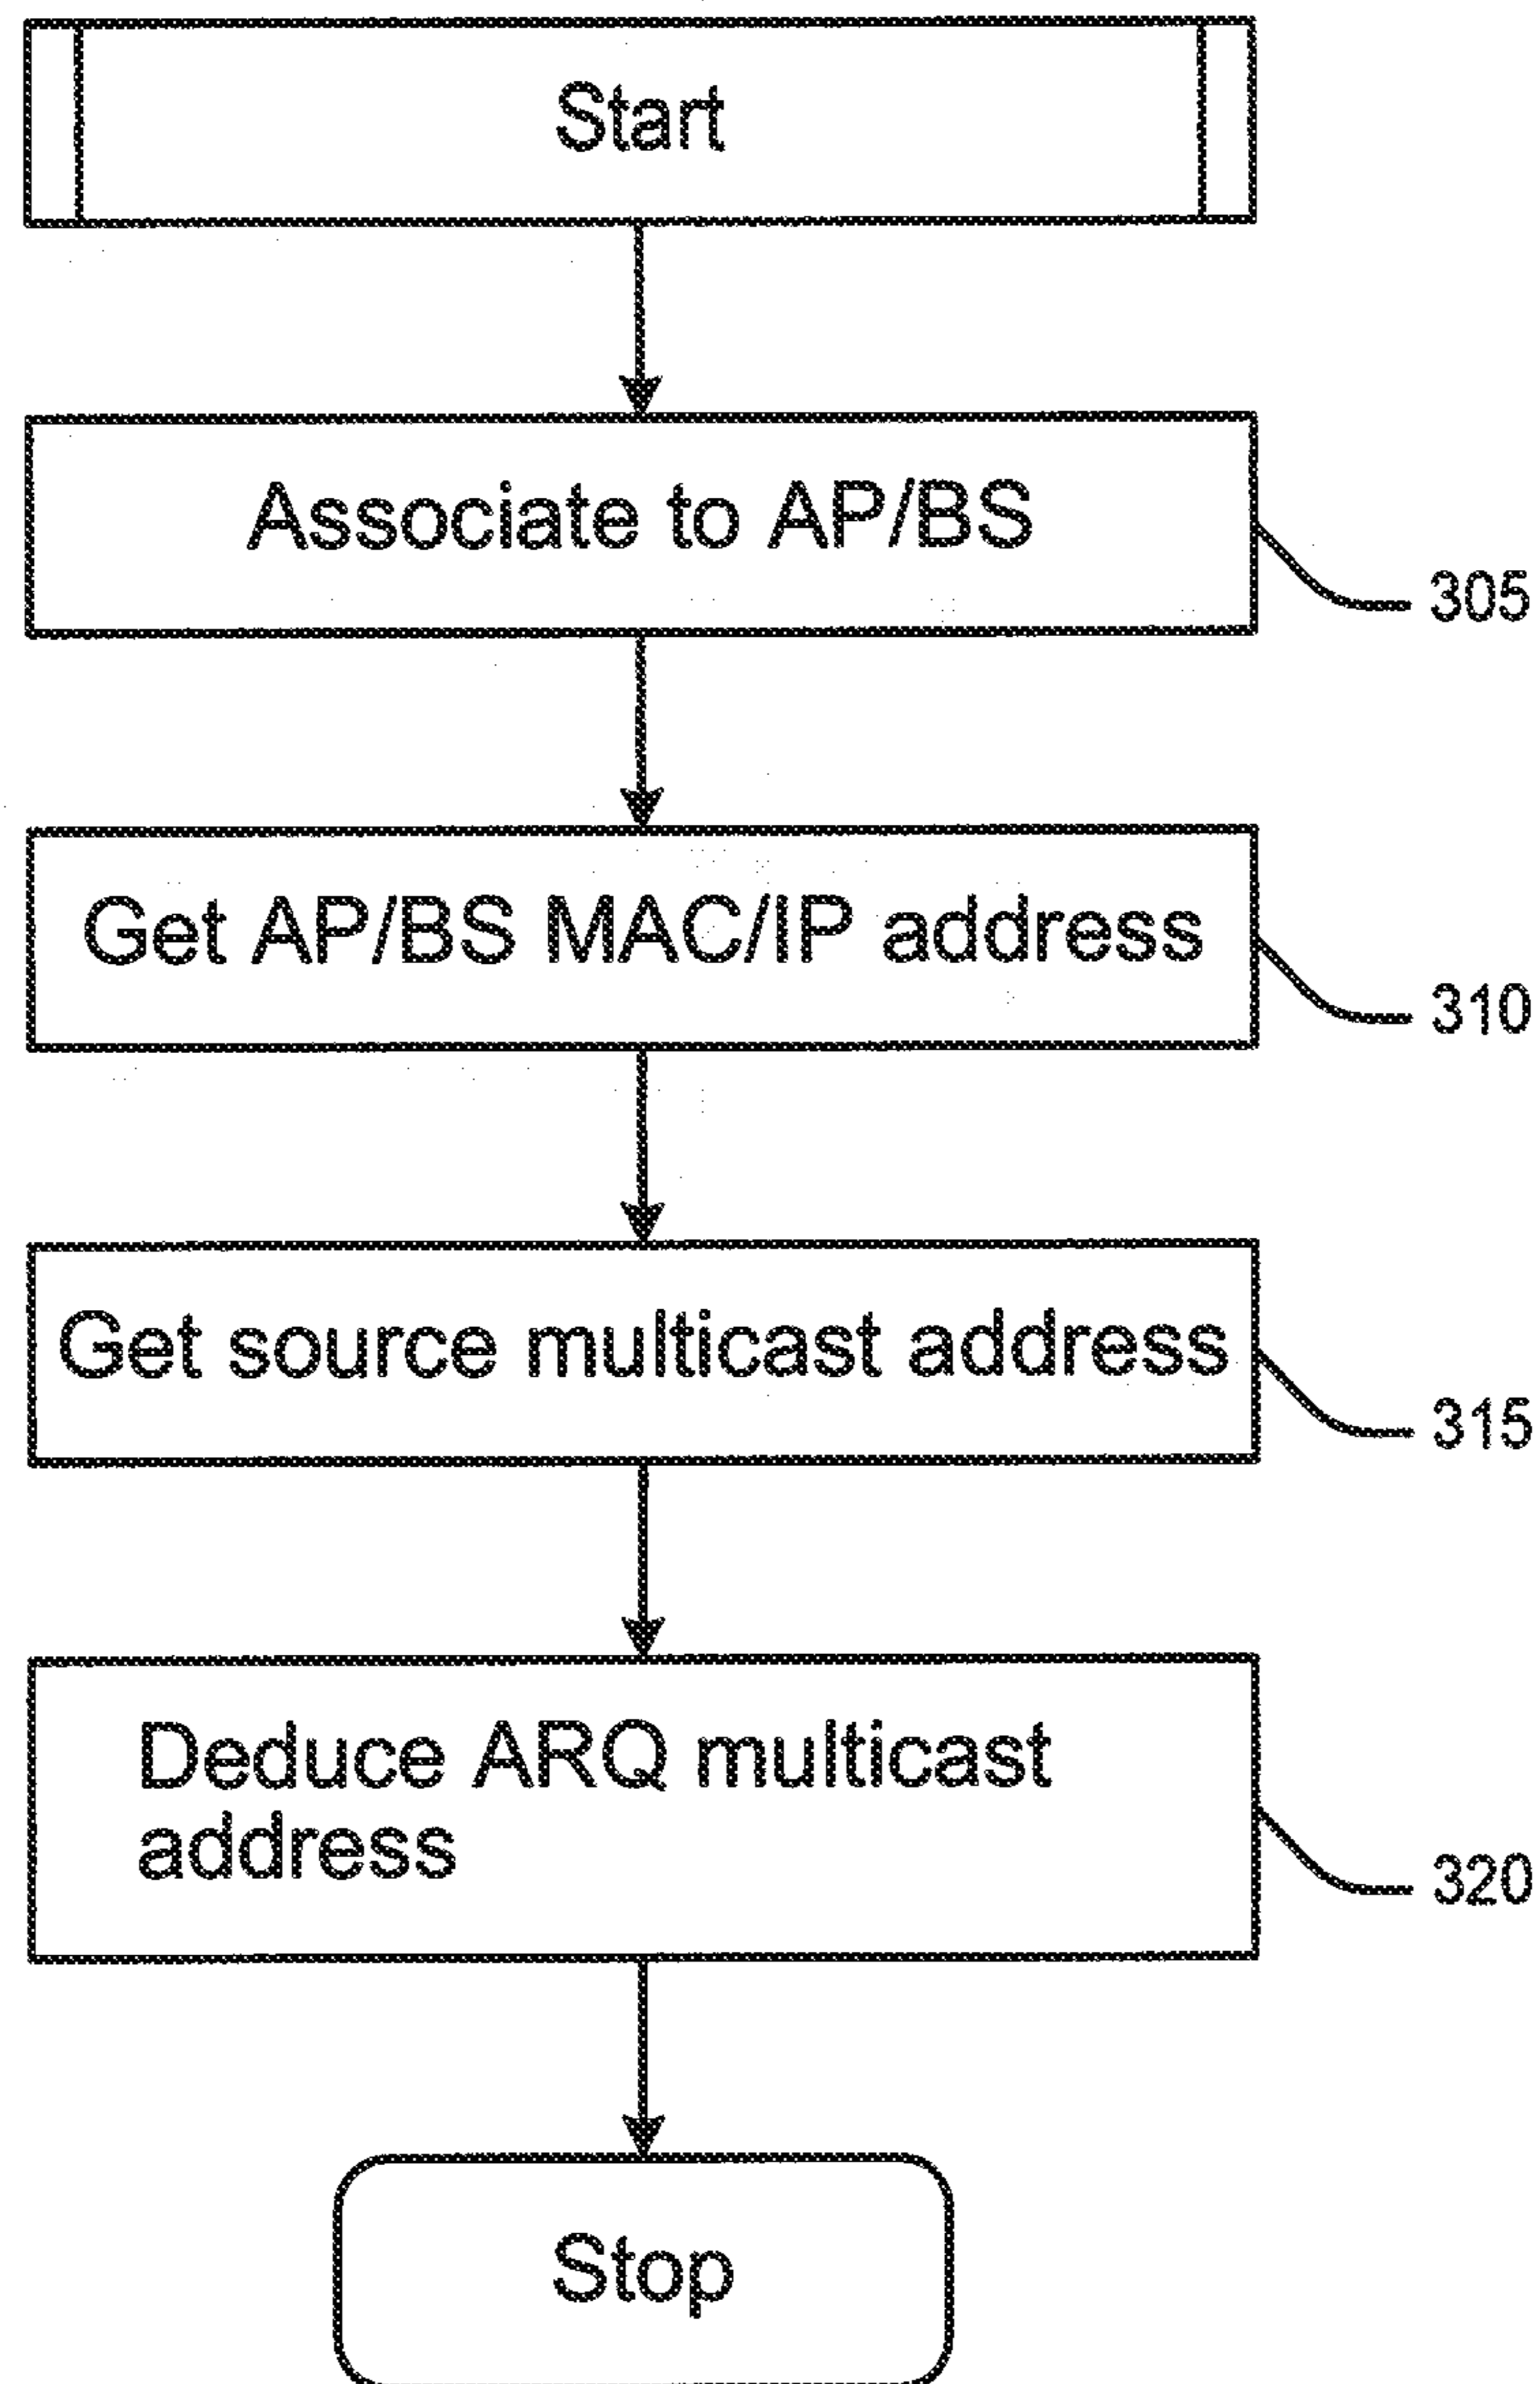 Start
Associate to AP/BS
305
Get AP/BS MAC/IP address
310
Get source multicast address
315
Deduce ARQ multicast
address
320
Stop